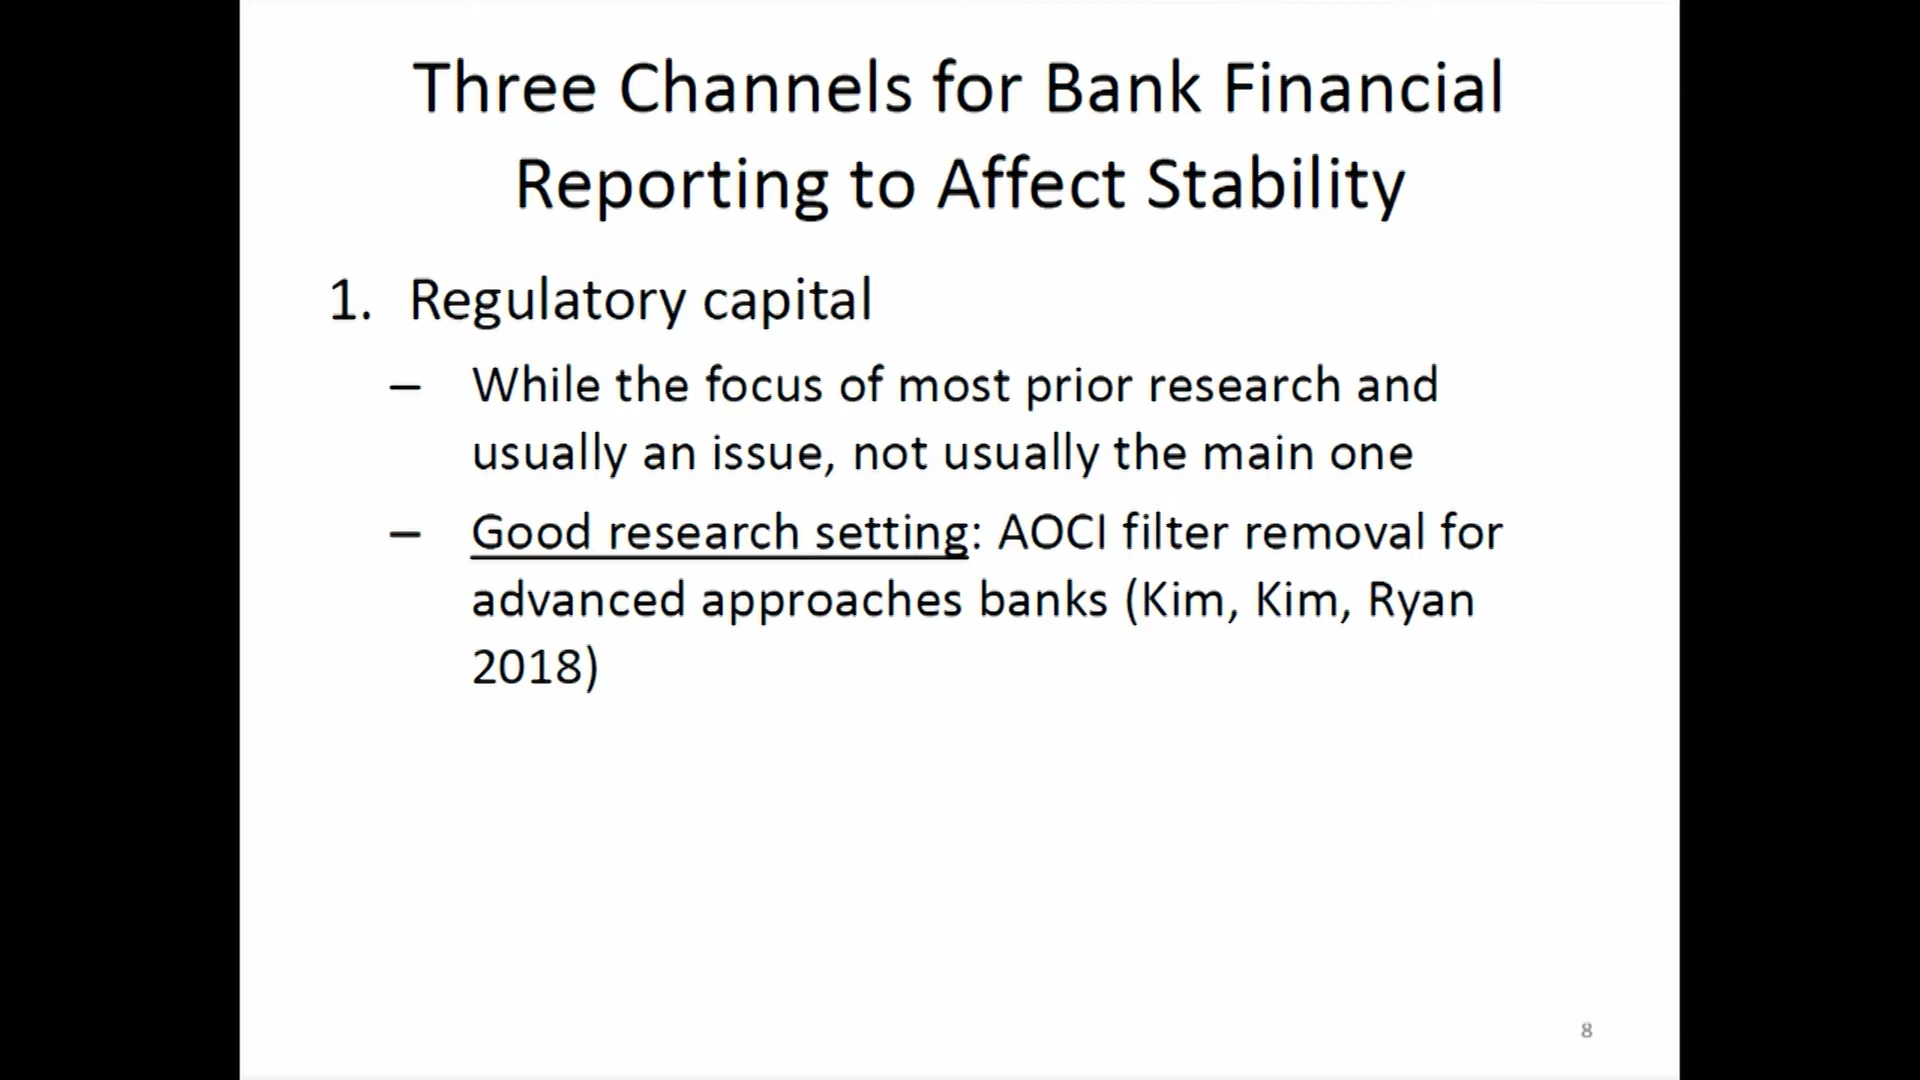 Three Channels for Bank Financial
Reporting to Affect Stability
1. Regulatory capital
– While the focus of most prior research and
usually an issue, not usually the main one
– Good research setting: AOCI filter removal for
advanced approaches banks (Kim, Kim, Ryan
2018)
8